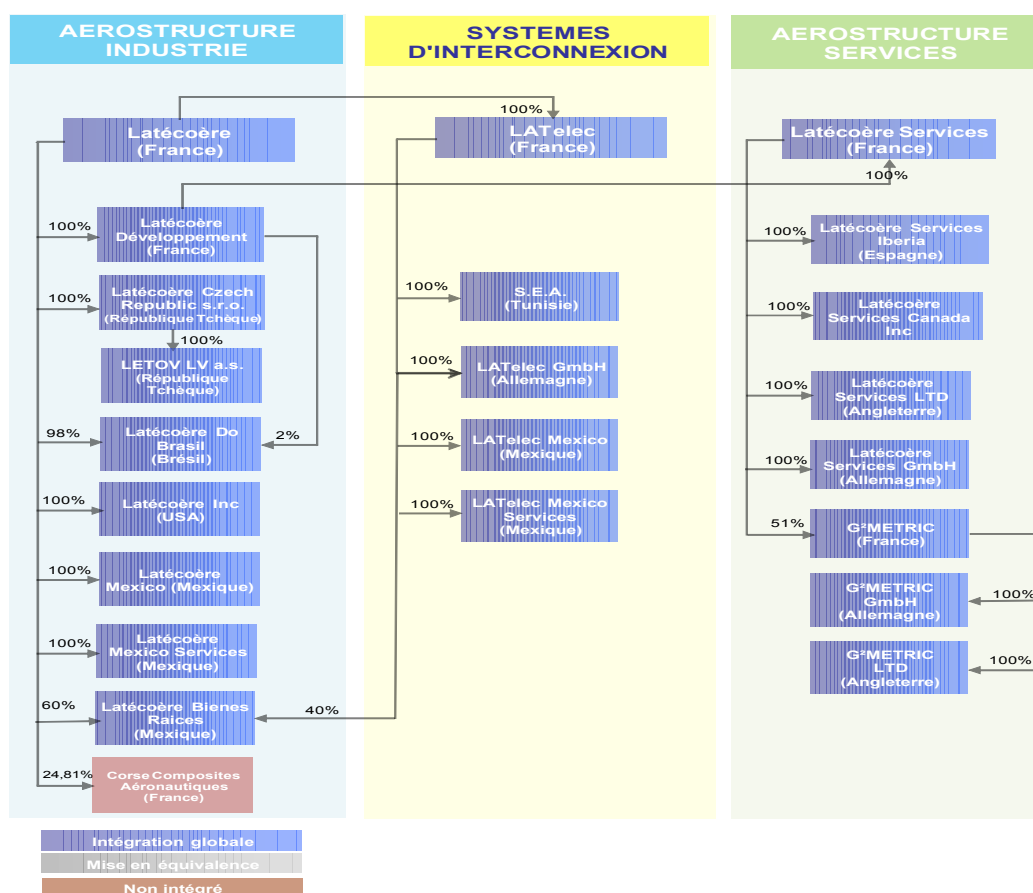 AEROSTRUCTURE
INDUSTRIE
100%
Latécoère
(France)
100%
Latécoère
Développement
(France)
100%
Latécoère Czech
Republic s.r.o.
(République Tchèque)
100%
LETOV LV a.s.
(République
Tchèque)
98%
Latécoère Do
Brasil
(Brésil)
2%
100%
Latécoère Inc
(USA)
100%
Latécoère
Mexico (Mexique)
100%
Latécoère
Mexico Services
(Mexique)
60%
Latécoère Bienes
Raices
(Mexique)
40%
24,81%
Corse Composites
Aéronautiques
(France)
SYSTEMES
D'INTERCONNEXION
LATelec
(France)
100%
S.E.A.
(Tunisie)
100%
LATelec GmbH
(Allemagne)
100%
LATelec Mexico
(Mexique)
100%
LATelec Mexico
Services
(Mexique)
AEROSTRUCTURE
SERVICES
Latécoère Services
(France)
100%
100%
Latécoère Services
Iberia
(Espagne)
100%
Latécoère
Services Canada
Inc
100%
Latécoère
Services LTD
(Angleterre)
100%
Latécoère
Services GmbH
(Allemagne)
51%
G²METRIC
(France)
G²METRIC
GmbH
(Allemagne)
100%
G²METRIC
LTD
(Angleterre)
100%
Intégration globale
Mise en équivalence
Non intégré